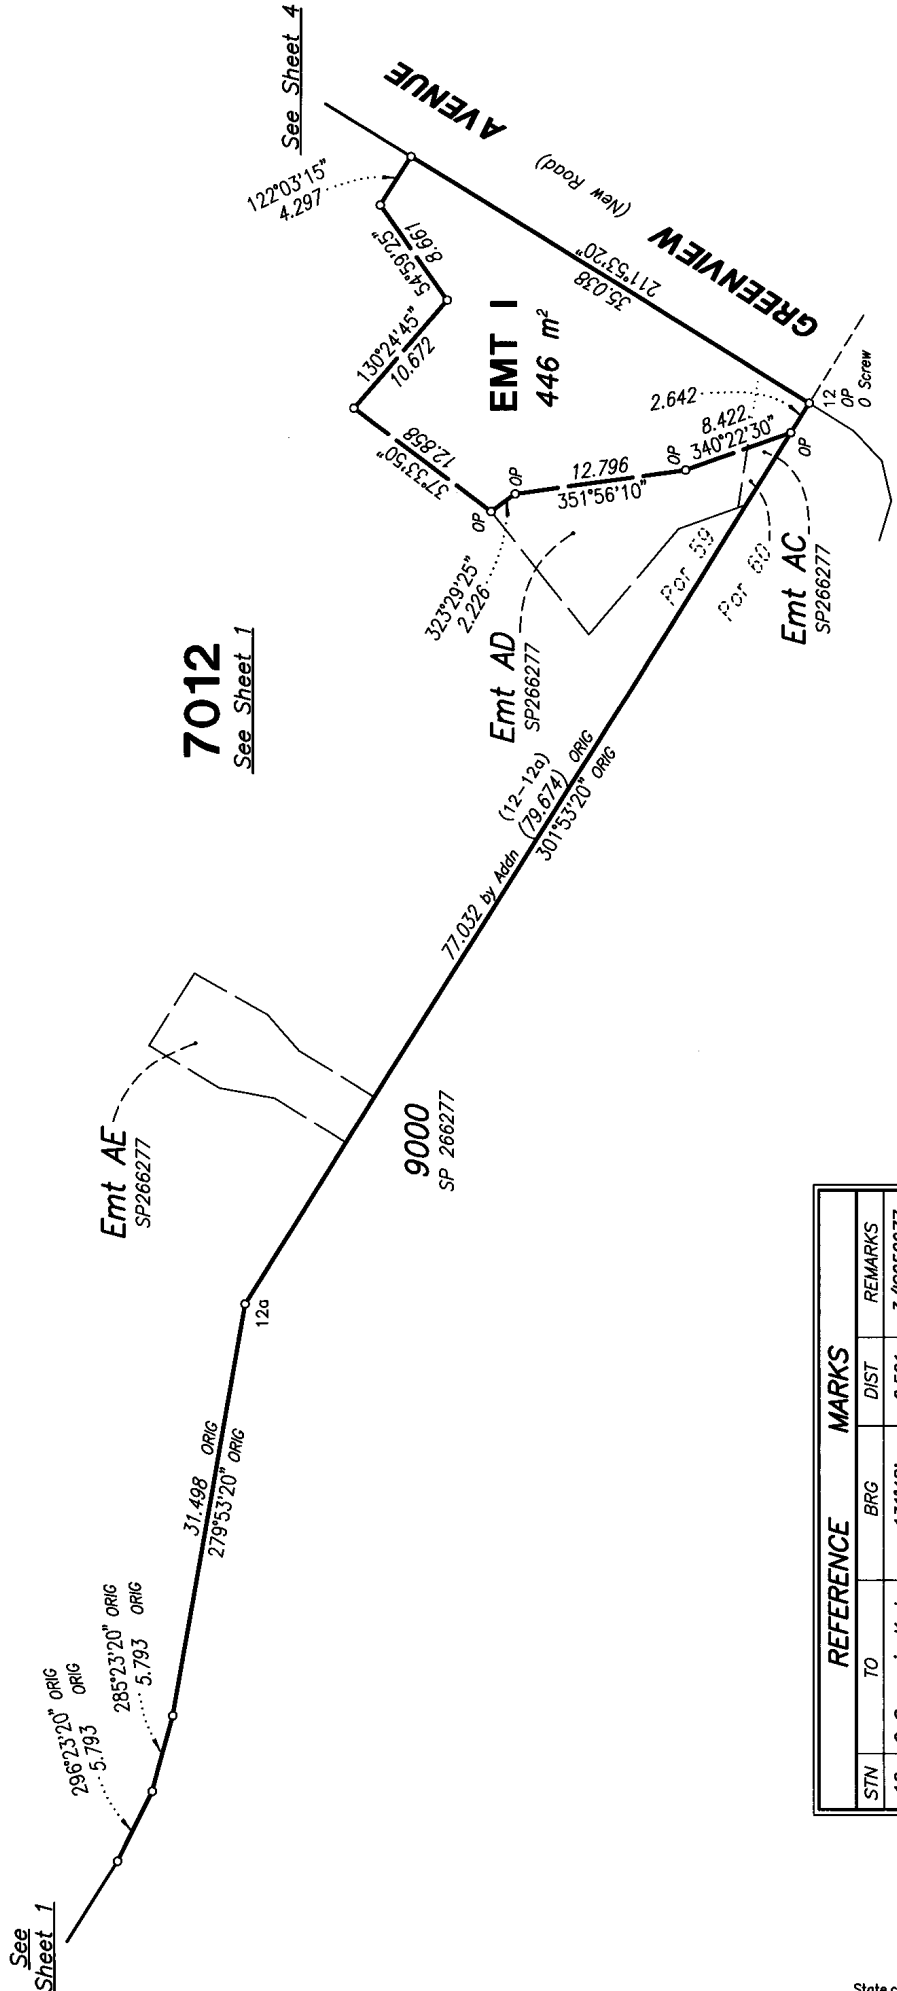 See Sheet 4
AVENUE
(New Road)
GREENVIEW
122°03'15"
4.297
54°59'25"
8.661
130°24'45"
10.672
37°33'50"
12.858
EMT I
446 m²
35.038
211°53'20"
2.642
12
OP
O Screw
8.422
340°22'30"
OP
OP
12.796
351°56'10"
OP
OP
323°29'25"
2.226
Por 59
Por 60
Emt AC
SP266277
Emt AD
SP266277
7012
See Sheet 1
(12-12a)
(79.674) ORIG
301°53'20" ORIG
77.032 by Addn
Emt AE
SP266277
9000
SP 266277
12a
31.498 ORIG
279°53'20" ORIG
285°23'20" ORIG
5.793 ORIG
296°23'20" ORIG
5.793 ORIG
See
Sheet 1
REFERENCE MARKS
STN TO BRG DIST REMARKS
State